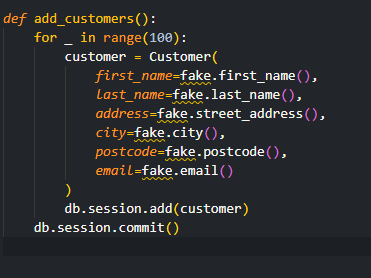 def add_customers():
    for _ in range(100):
        customer = Customer(
            first_name=fake.first_name(),
            last_name=fake.last_name(),
            address=fake.street_address(),
            city=fake.city(),
            postcode=fake.postcode(),
            email=fake.email()
        )
        db.session.add(customer)
    db.session.commit()